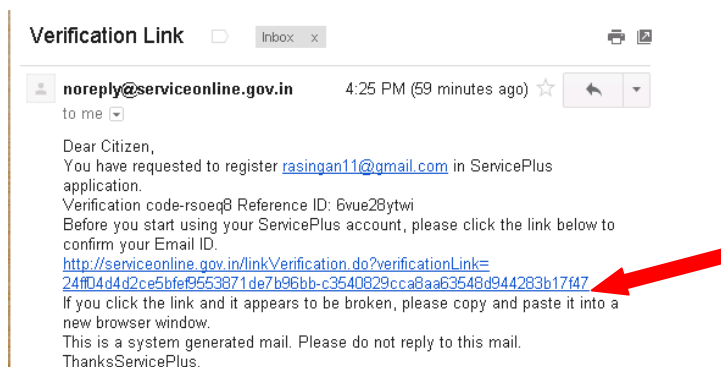 Verification Link
Inbox x
noreply@serviceonline.gov.in 4:25 PM (59 minutes ago)
to me
Dear Citizen,
You have requested to register rasingan11@gmail.com in ServicePlus
application.
Verification code-rsoeq8 Reference ID: 6vue28ytwi
Before you start using your ServicePlus account, please click the link below to
confirm your Email ID.
http://serviceonline.gov.in/linkVerification.do?verificationLink=
24ff04d4d2ce5bfef9553871de7b96bb-c3540829cca8aa63548d944283b17f47
If you click the link and it appears to be broken, please copy and paste it into a
new browser window.
This is a system generated mail. Please do not reply to this mail.
ThanksServicePlus.